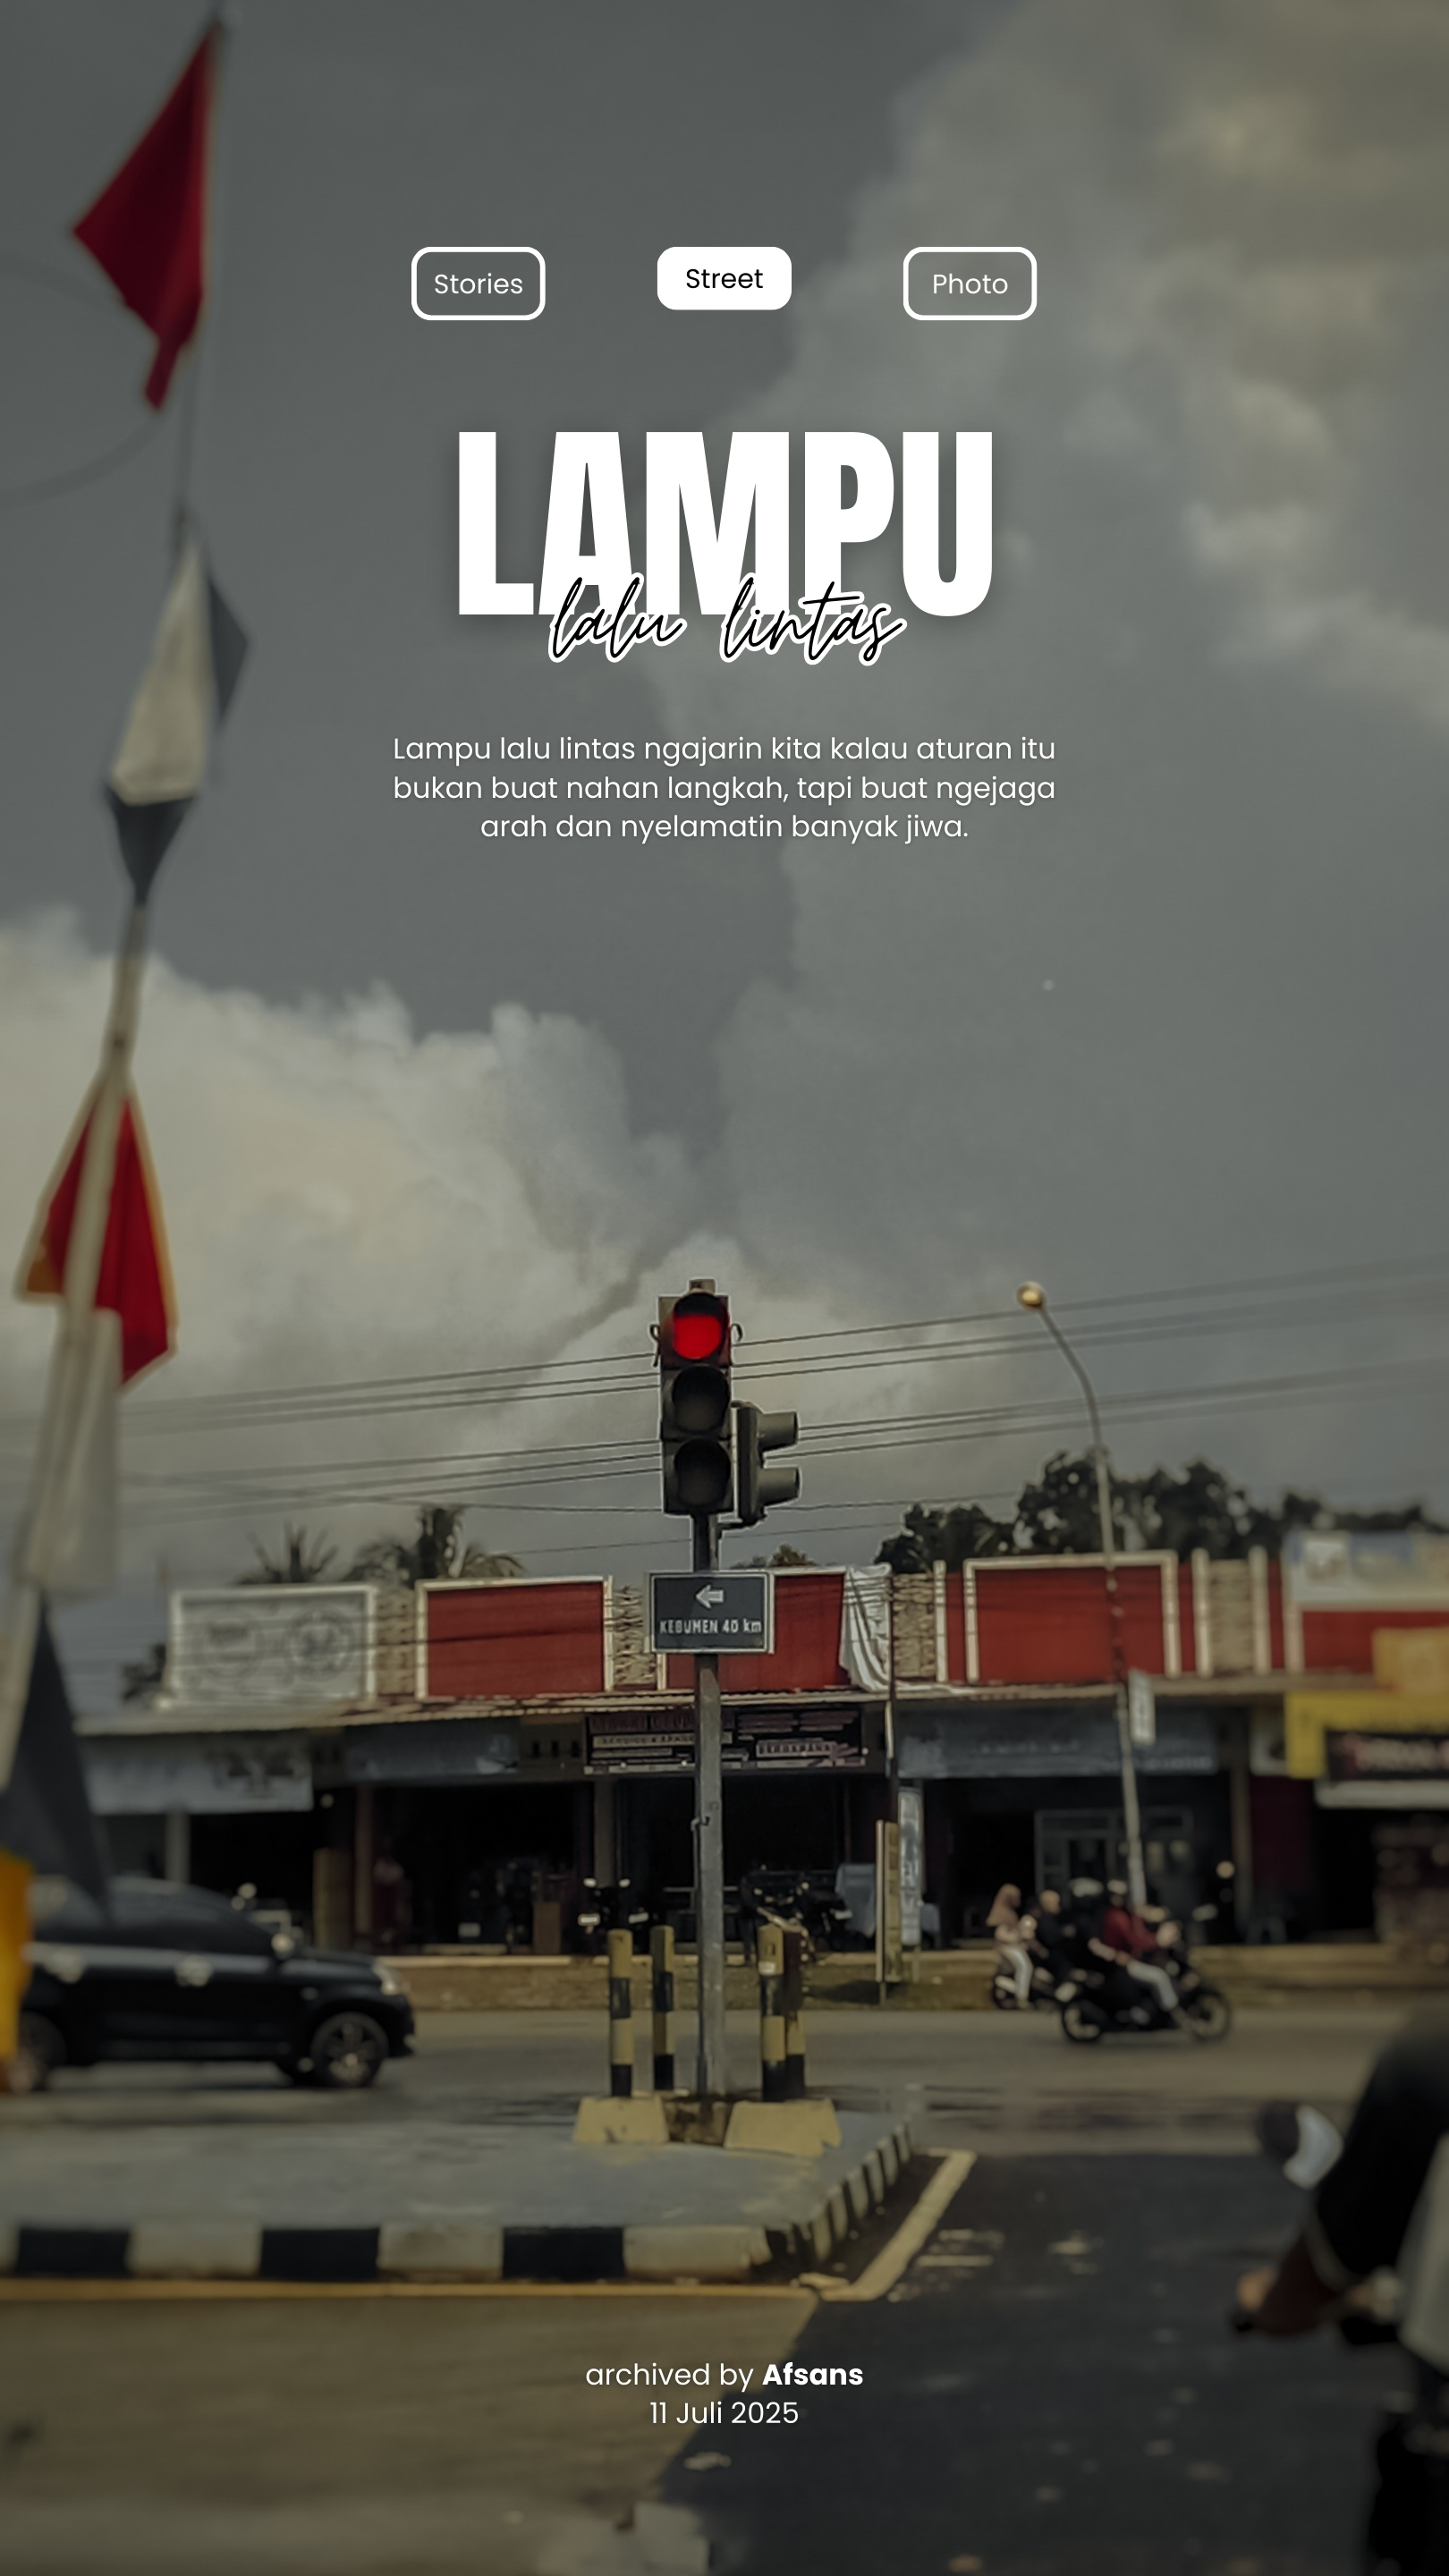 Stories
Street
Photo
LAMPU
lalu lintas
Lampu lalu lintas ngajarin kita kalau aturan itu
bukan buat nahan langkah, tapi buat ngejaga
arah dan nyelamatin banyak jiwa.
KEBUMEN 40 km
archived by Afsans
11 Juli 2025